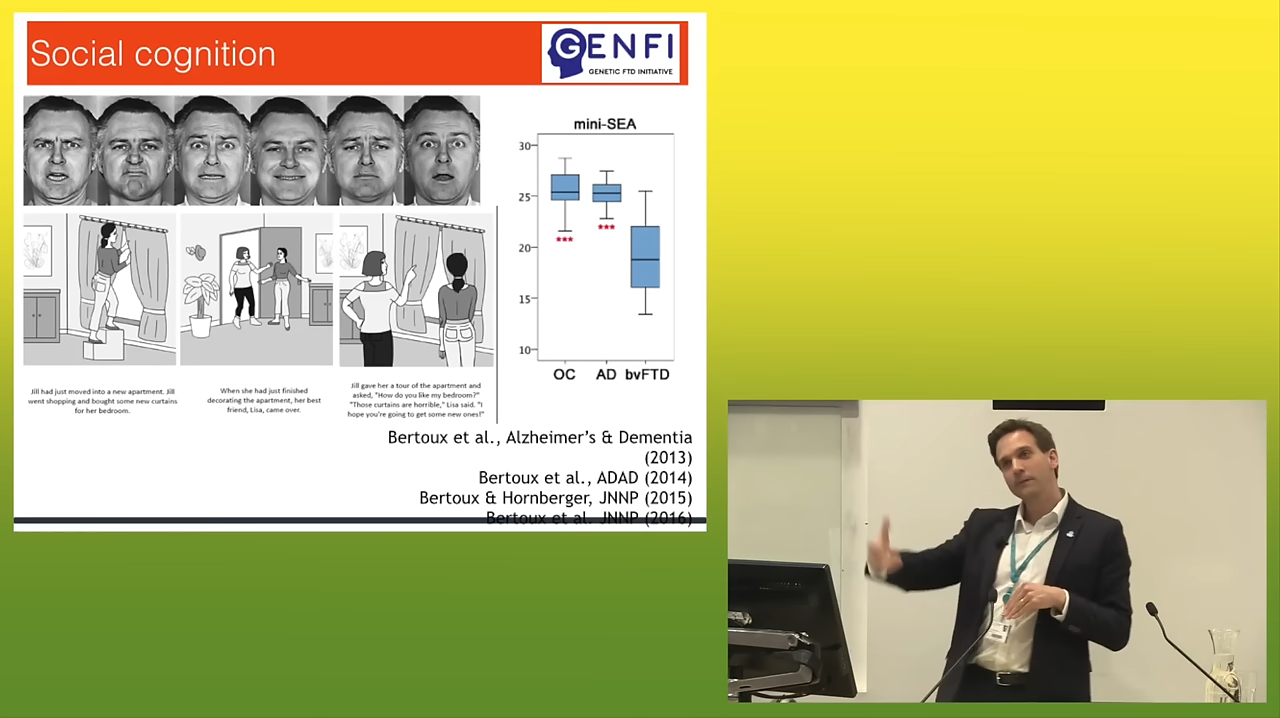 Social cognition
GENFI
GENETIC FTD INITIATIVE
mini-SEA
30
25
20
15
10
***
***
OC AD bvFTD
Jill had just moved into a new apartment. Jill
went shopping and bought some new curtains
for her bedroom.
When she had just finished
decorating the apartment, her best
friend, Lisa, came over.
Jill gave her a tour of the apartment and
asked, "How do you like my bedroom?"
"Those curtains are horrible," Lisa said. "I
hope you're going to get some new ones!"
Bertoux et al., Alzheimer's & Dementia
(2013)
Bertoux et al., ADAD (2014)
Bertoux & Hornberger, JNNP (2015)
Bertoux et al. JNNP (2016)